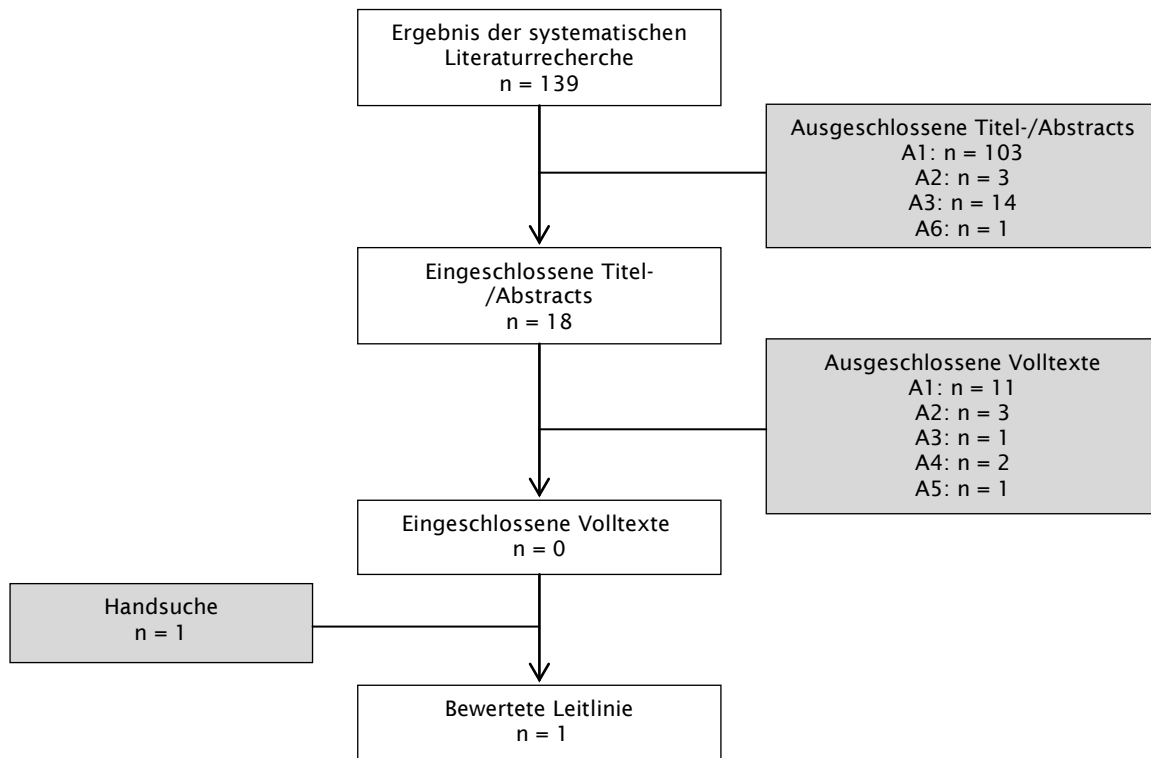 Ergebnis der systematischen
Literaturrecherche
n = 139
Ausgeschlossene Titel-/Abstracts
A1: n = 103
A2: n = 3
A3: n = 14
A6: n = 1
Eingeschlossene Titel-
/Abstracts
n = 18
Ausgeschlossene Volltexte
A1: n = 11
A2: n = 3
A3: n = 1
A4: n = 2
A5: n = 1
Eingeschlossene Volltexte
n = 0
Handsuche
n = 1
Bewertete Leitlinie
n = 1